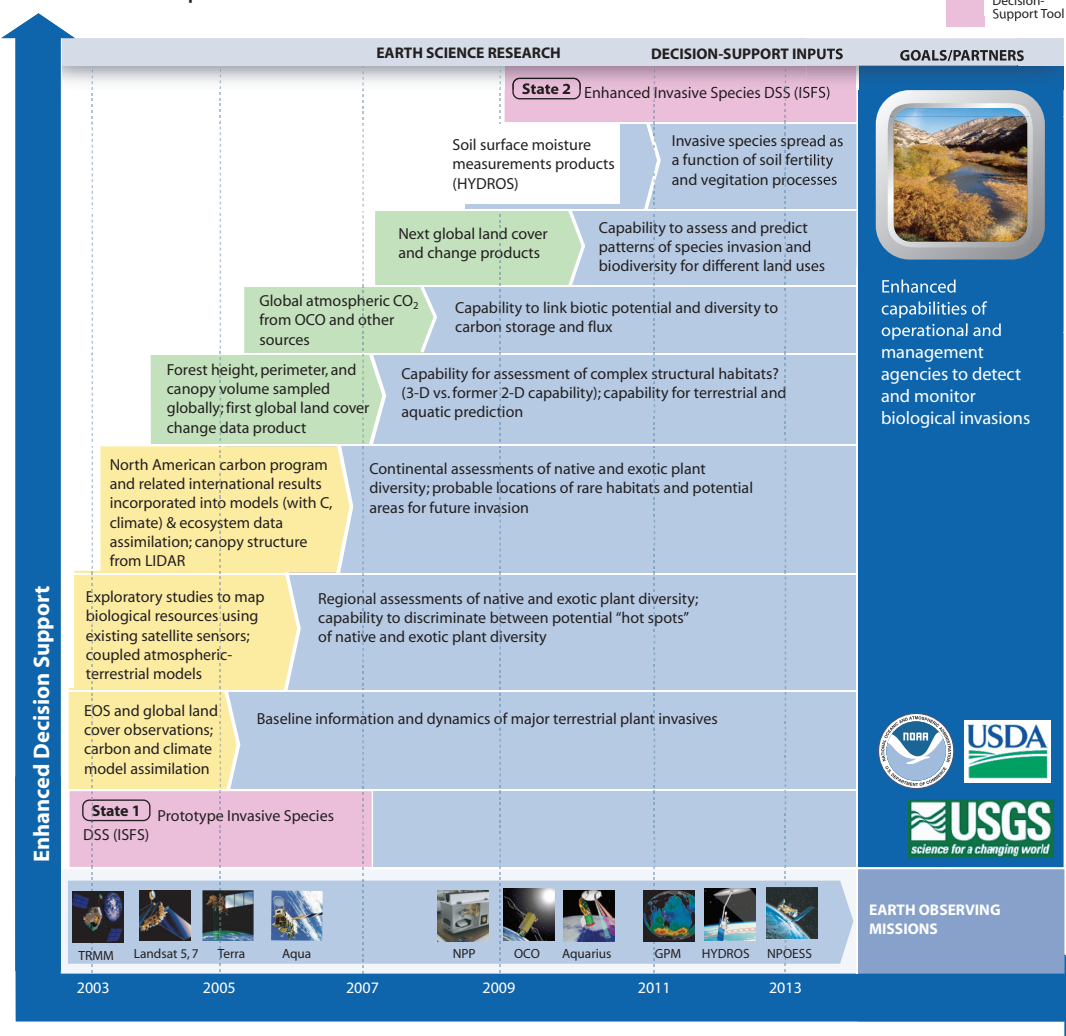 Decision-
Support Tool
EARTH SCIENCE RESEARCH
DECISION-SUPPORT INPUTS
GOALS/PARTNERS
State 2 Enhanced Invasive Species DSS (ISFS)
Soil surface moisture
measurements products
(HYDROS)
Invasive species spread as
a function of soil fertility
and vegitation processes
Next global land cover
and change products
Capability to assess and predict
patterns of species invasion and
biodiversity for different land uses
Global atmospheric CO₂
from OCO and other
sources
Capability to link biotic potential and diversity to
carbon storage and flux
Forest height, perimeter, and
canopy volume sampled
globally; first global land cover
change data product
Capability for assessment of complex structural habitats?
(3-D vs. former 2-D capability); capability for terrestrial and
aquatic prediction
North American carbon program
and related international results
incorporated into models (with C,
climate) & ecosystem data
assimilation; canopy structure
from LIDAR
Continental assessments of native and exotic plant
diversity; probable locations of rare habitats and potential
areas for future invasion
Exploratory studies to map
biological resources using
existing satellite sensors;
coupled atmospheric-
terrestrial models
Regional assessments of native and exotic plant diversity;
capability to discriminate between potential “hot spots”
of native and exotic plant diversity
EOS and global land
cover observations;
carbon and climate
model assimilation
Baseline information and dynamics of major terrestrial plant invasives
State 1 Prototype Invasive Species
DSS (ISFS)
Enhanced Decision Support
Enhanced
capabilities of
operational and
management
agencies to detect
and monitor
biological invasions
NATIONAL OCEANIC AND ATMOSPHERIC ADMINISTRATION
NOAA
U.S. DEPARTMENT OF COMMERCE
USDA
USGS
science for a changing world
TRMM
Landsat 5, 7
Terra
Aqua
NPP
OCO
Aquarius
GPM
HYDROS
NPOESS
EARTH OBSERVING
MISSIONS
2003
2005
2007
2009
2011
2013